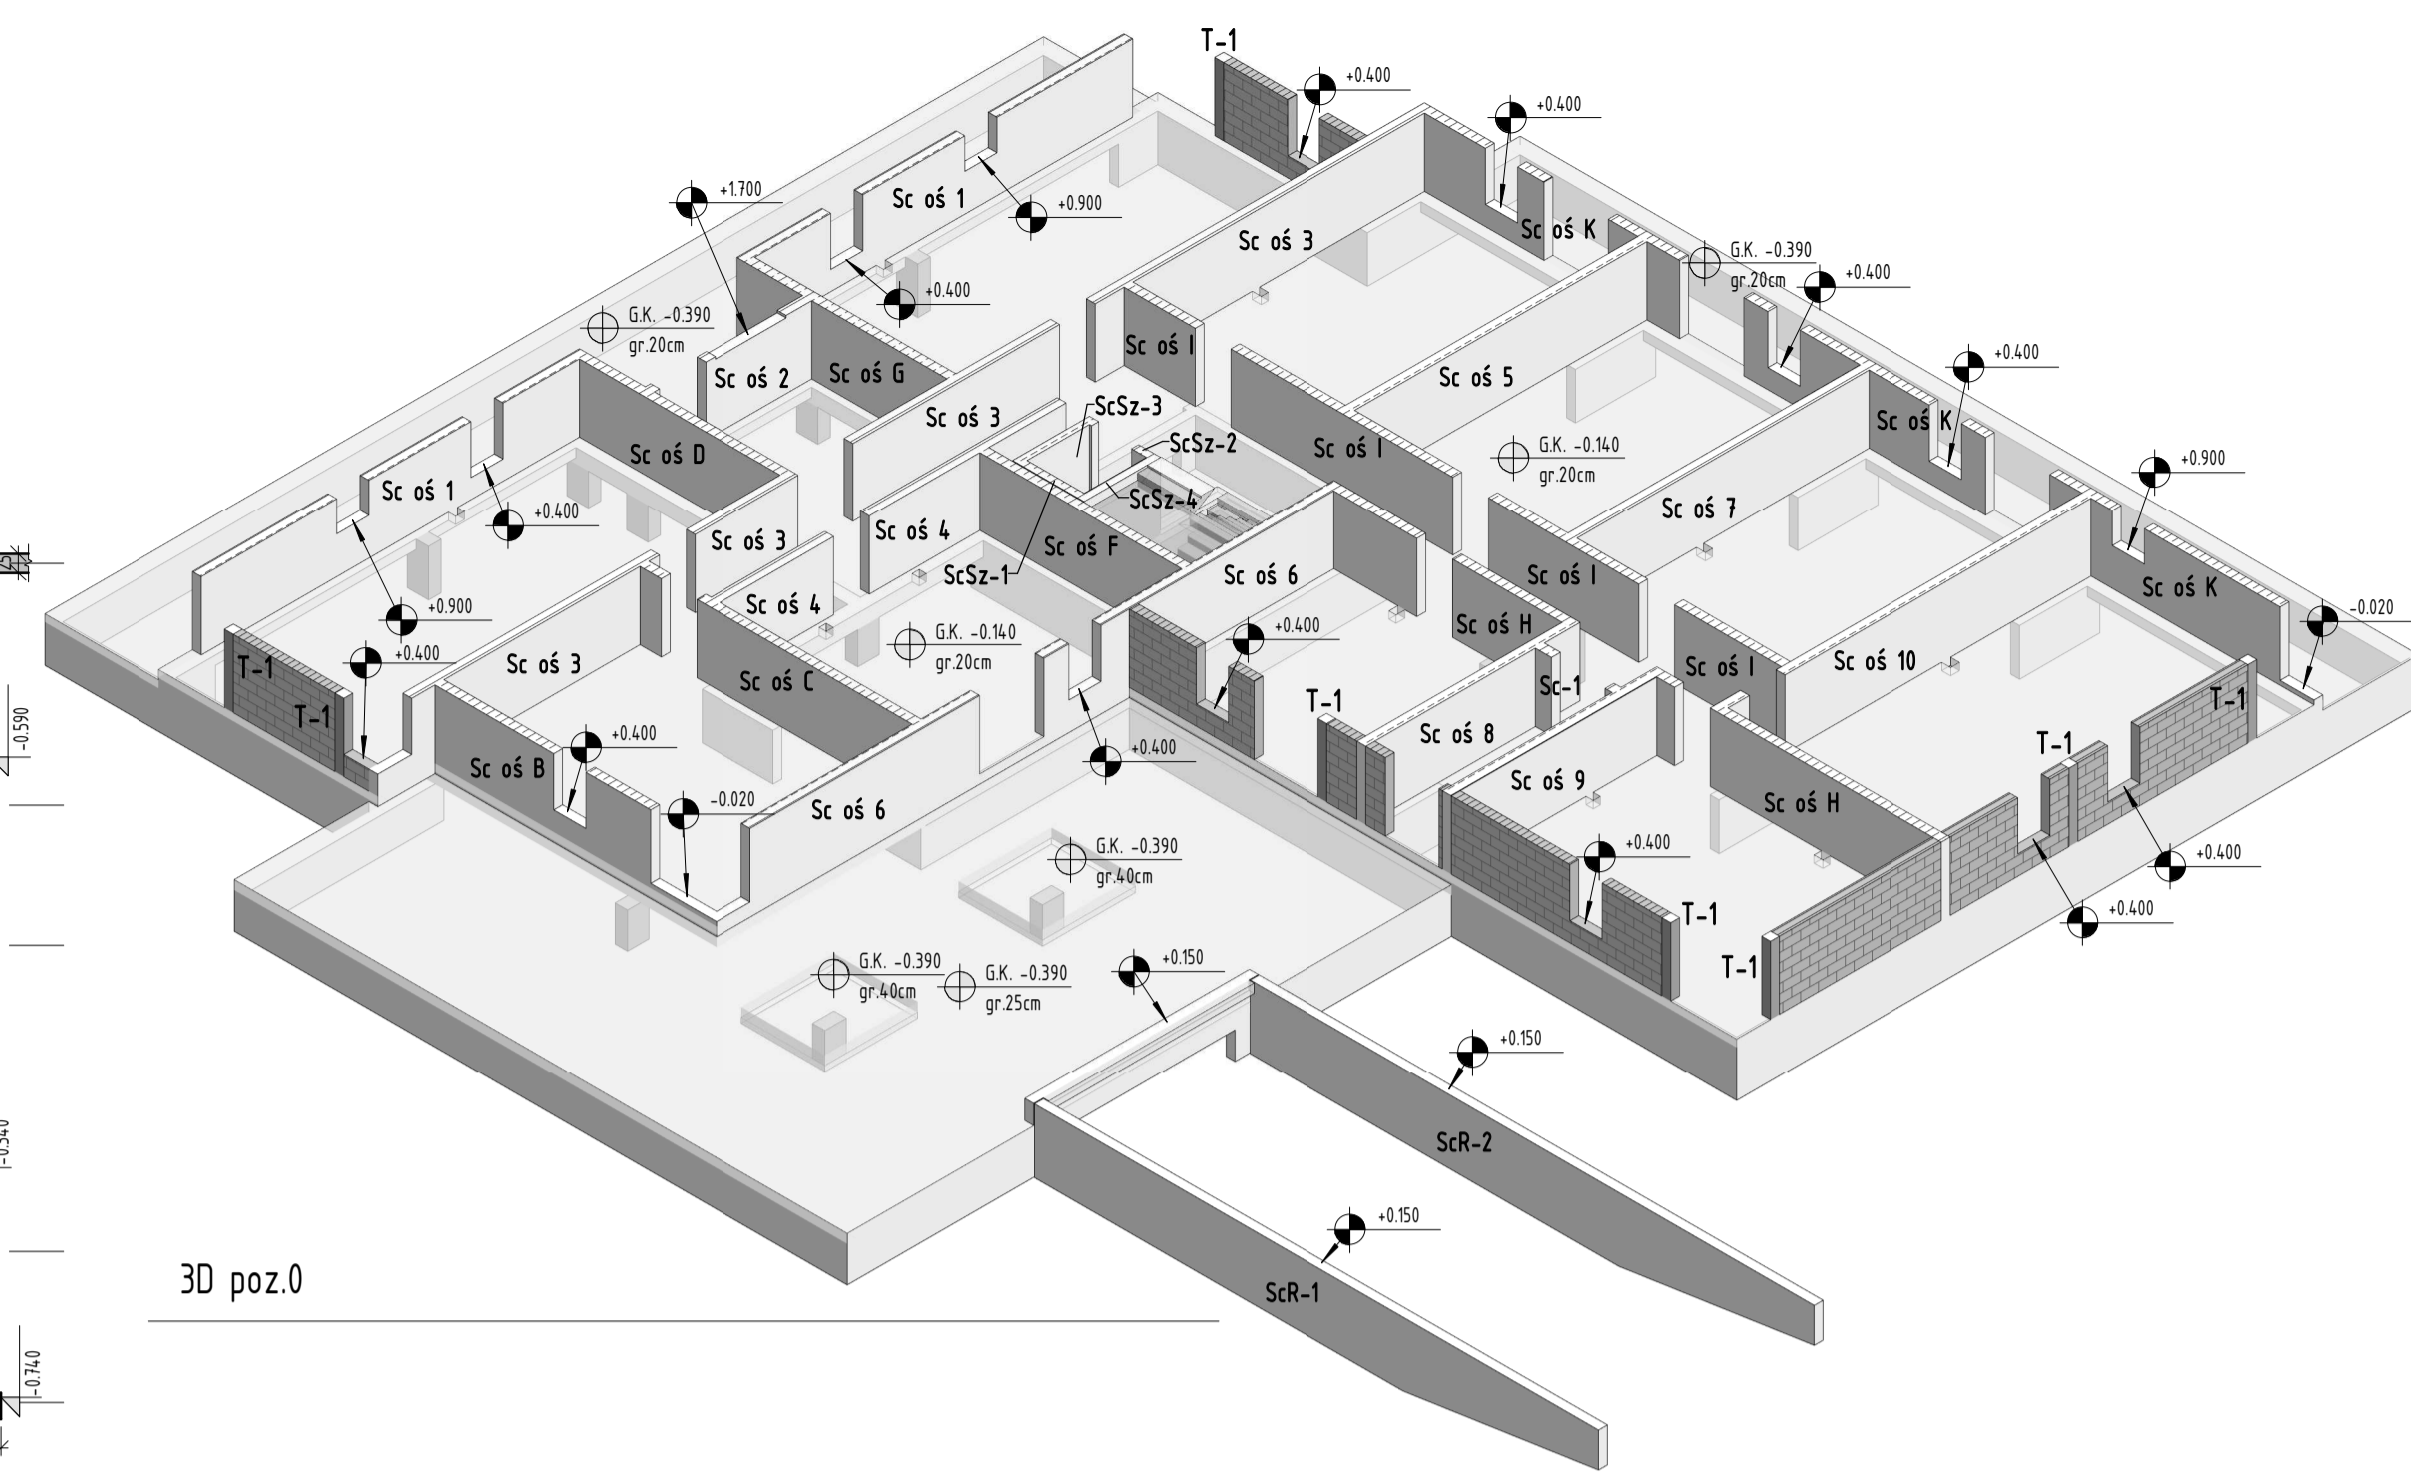 T-1
+0.400
+0.400
+1.700
Sc oś 1
+0.900
Sc oś 3
Sc oś K
G.K. -0.390
gr.20cm
+0.400
+0.400
G.K. -0.390
gr.20cm
Sc oś I
+0.400
Sc oś 2
Sc oś G
Sc oś 5
Sc oś 3
ScSz-3
Sc oś K
ScSz-2
Sc oś I
G.K. -0.140
gr.20cm
Sc oś D
+0.900
Sc oś 1
+0.400
ScSz-4
Sc oś 7
Sc oś 3
Sc oś 4
Sc oś F
ScSz-1
Sc oś 6
Sc oś I
Sc oś K
+0.900
Sc oś 4
-0.020
+0.400
Sc oś H
G.K. -0.140
gr.20cm
+0.400
T-1
Sc oś 3
Sc oś C
Sc oś I
Sc oś 10
Sc-1
T-1
T-1
T-1
-0.590
+0.400
Sc oś 8
+0.400
T-1
Sc oś B
Sc oś 9
-0.020
Sc oś 6
Sc oś H
G.K. -0.390
gr.40cm
+0.400
+0.400
+0.400
T-1
G.K. -0.390
gr.40cm
G.K. -0.390
gr.25cm
+0.150
T-1
+0.150
ScR-2
+0.150
3D poz.0
ScR-1
-0.740